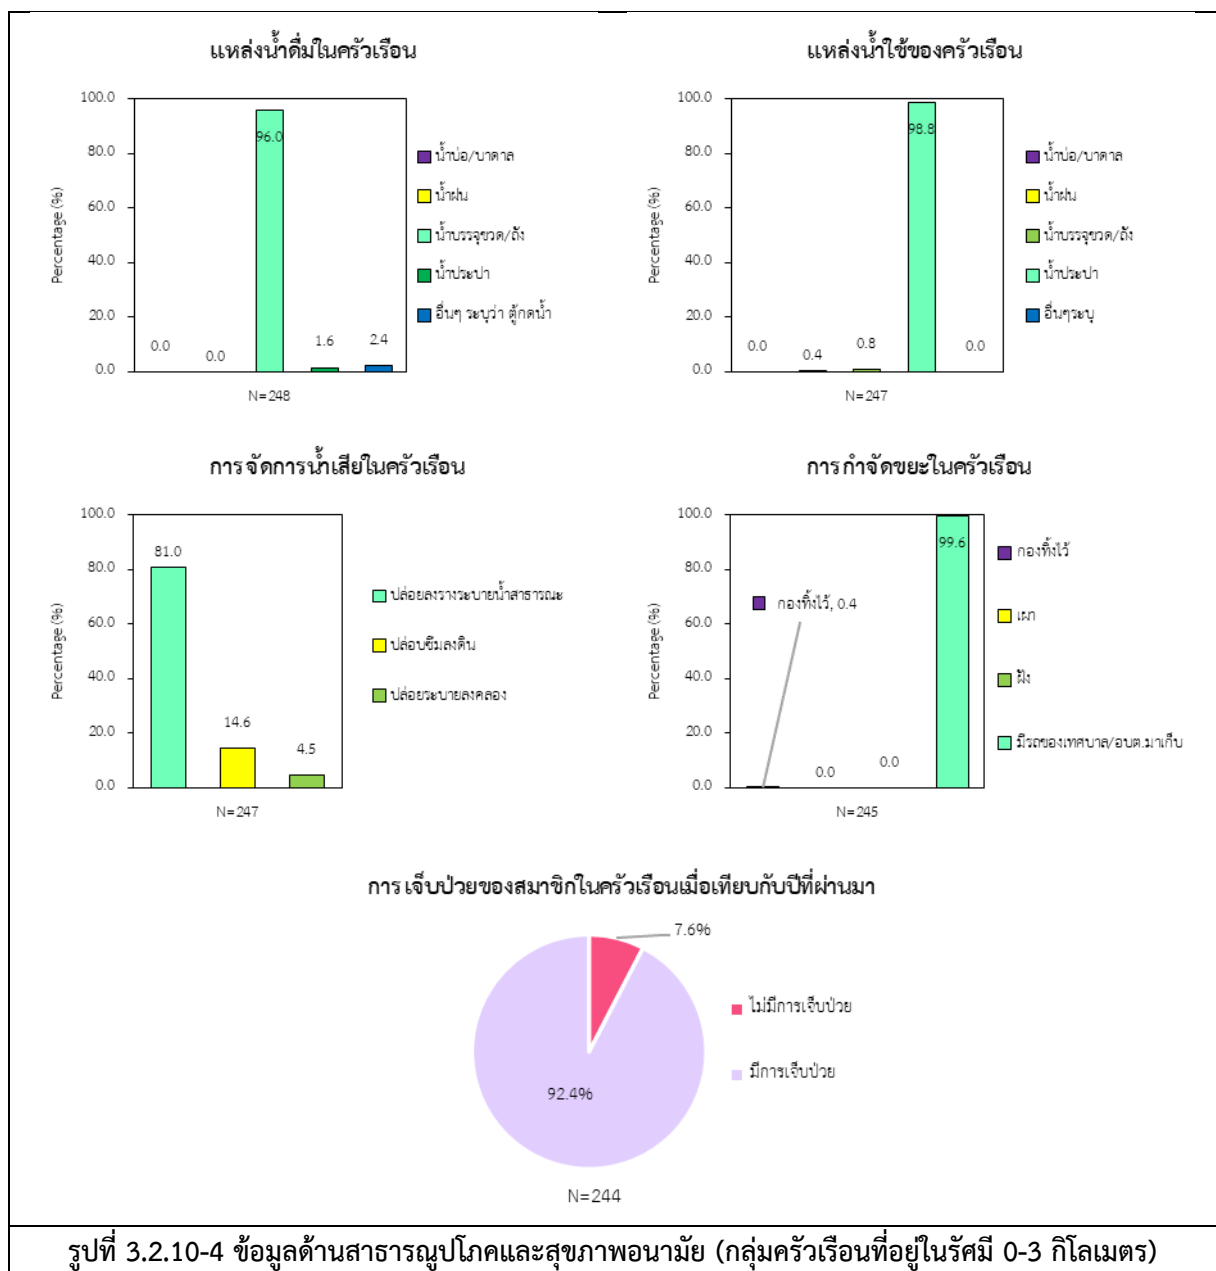 แหล่งน้ำดื่มในครัวเรือน
100.0
80.0
60.0
40.0
20.0
0.0
Percentage (%)
0.0
0.0
96.0
1.6
2.4
N=248
น้ำบ่อ/บาดาล
น้ำฝน
น้ำบรรจุขวด/ถัง
น้ำประปา
อื่นๆ ระบุว่า ตู้กดน้ำ
แหล่งน้ำใช้ของครัวเรือน
100.0
80.0
60.0
40.0
20.0
0.0
Percentage (%)
0.0
0.4
0.8
98.8
0.0
N=247
น้ำบ่อ/บาดาล
น้ำฝน
น้ำบรรจุขวด/ถัง
น้ำประปา
อื่นๆระบุ
การจัดการน้ำเสียในครัวเรือน
100.0
80.0
60.0
40.0
20.0
0.0
Percentage (%)
81.0
14.6
4.5
N=247
ปล่อยลงรางระบายน้ำสาธารณะ
ปล่อบซึมลงดิน
ปล่อยระบายลงคลอง
การกำจัดขยะในครัวเรือน
100.0
80.0
60.0
40.0
20.0
0.0
Percentage (%)
กองทิ้งไว้, 0.4
0.0
0.0
99.6
N=245
กองทิ้งไว้
เผา
ฝัง
มีรถของเทศบาล/อบต.มาเก็บ
การเจ็บป่วยของสมาชิกในครัวเรือนเมื่อเทียบกับปีที่ผ่านมา
7.6%
92.4%
ไม่มีการเจ็บป่วย
มีการเจ็บป่วย
N=244
รูปที่ 3.2.10-4 ข้อมูลด้านสาธารณูปโภคและสุขภาพอนามัย (กลุ่มครัวเรือนที่อยู่ในรัศมี 0-3 กิโลเมตร)